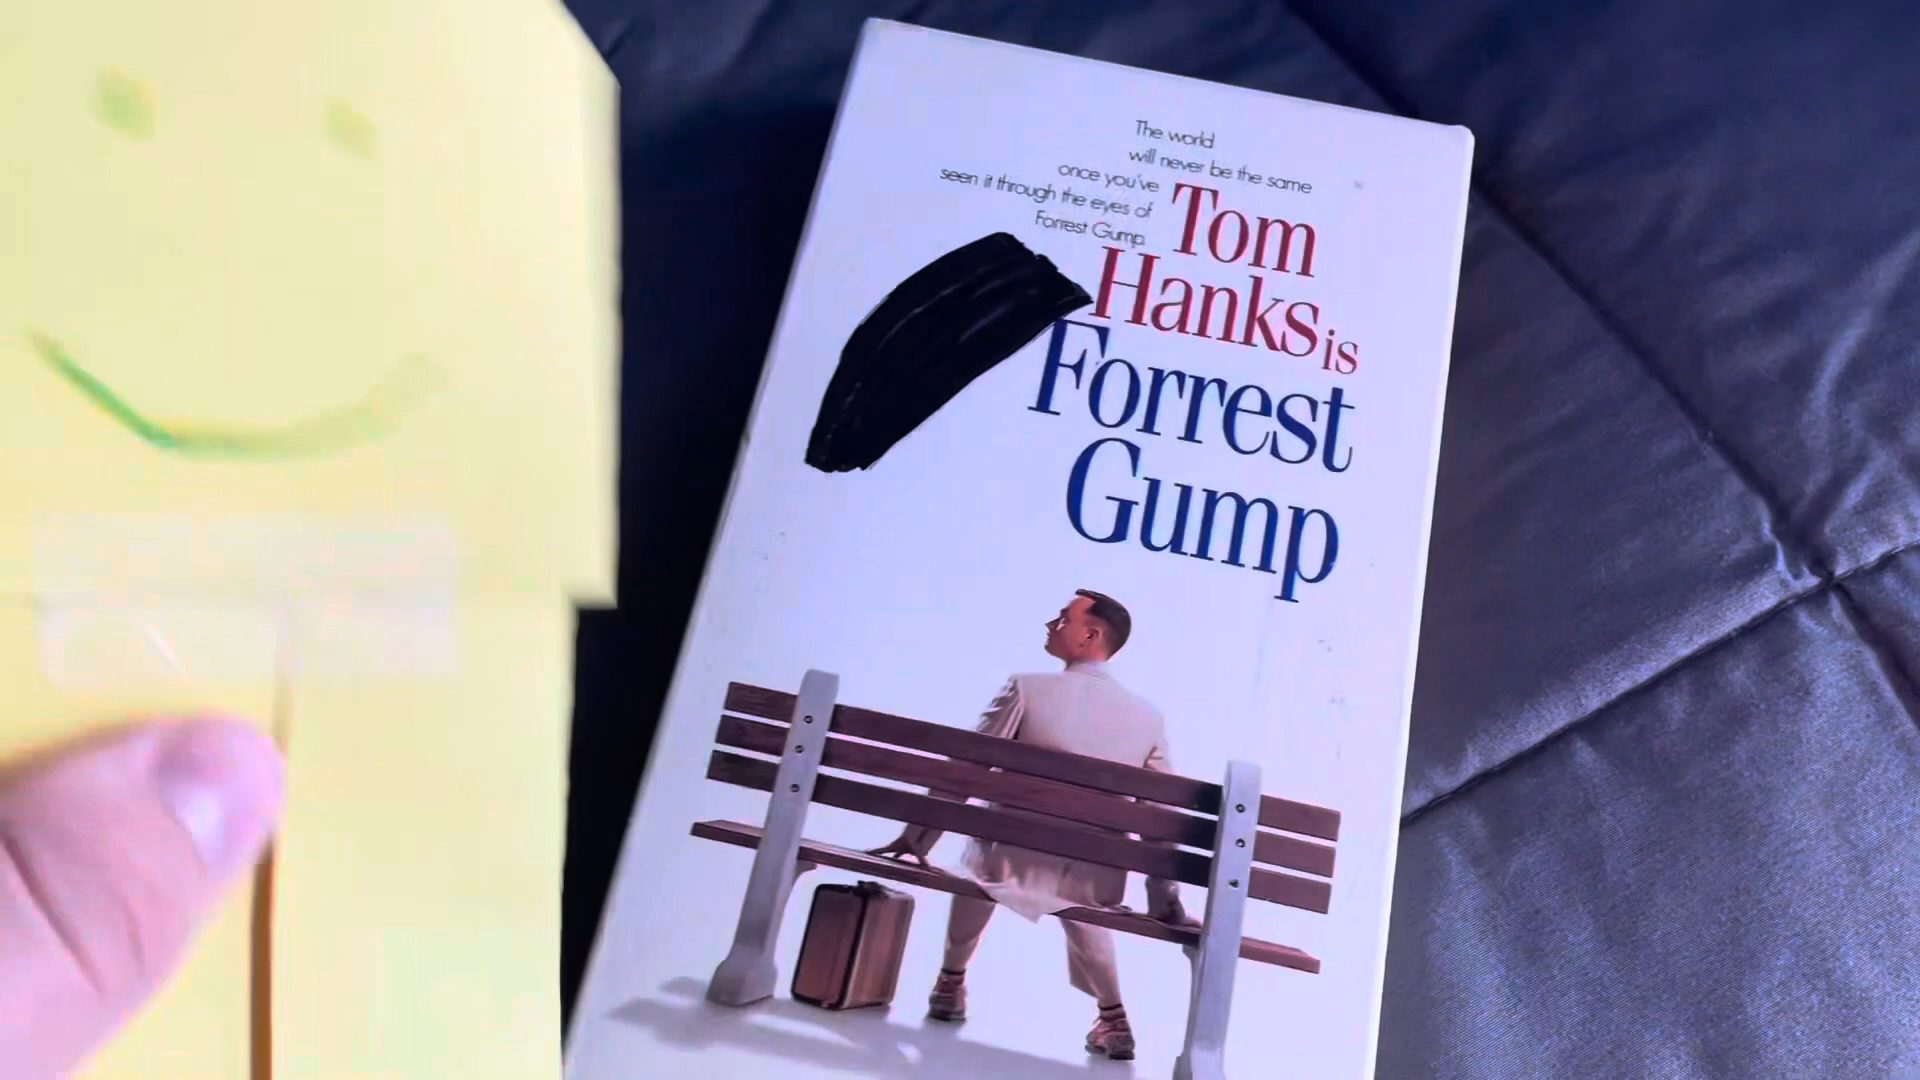 The world
will never be the same
once you've
seen it through the eyes of
Forrest Gump.
Tom
Hanks is
Forrest
Gump